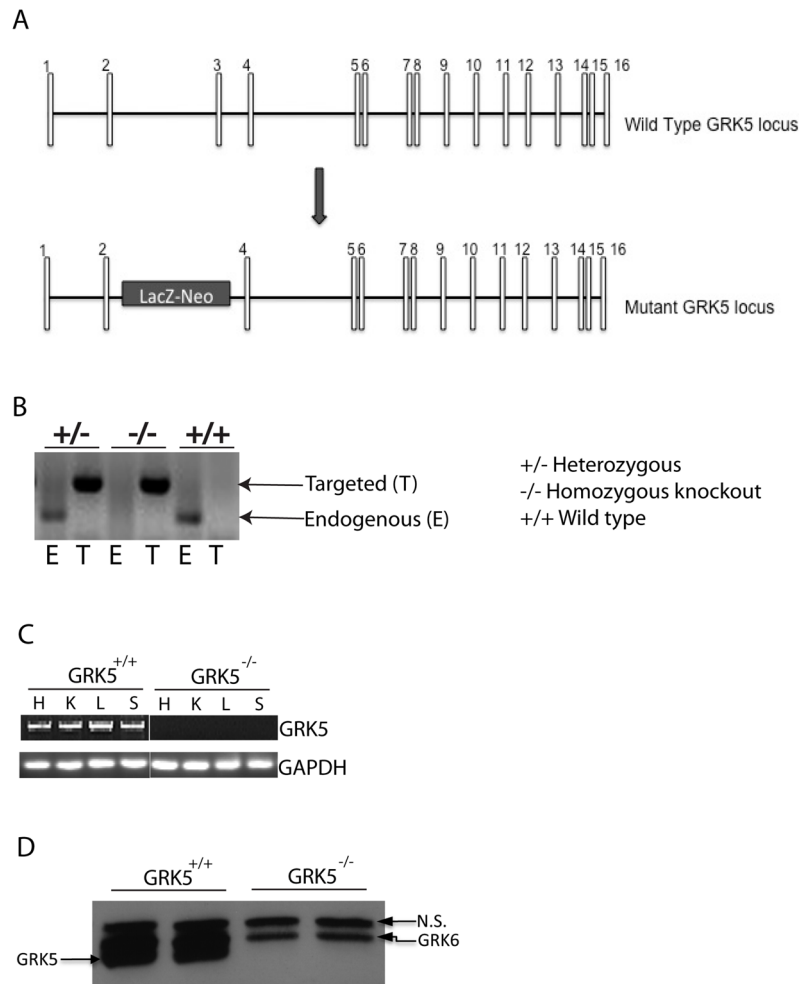 A
1 2 3 4 5 6 7 8 9 10 11 12 13 14 15 16
Wild Type GRK5 locus
1 2 4 5 6 7 8 9 10 11 12 13 14 15 16
LacZ-Neo
Mutant GRK5 locus
B
+/- -/- +/+
Targeted (T)
Endogenous (E)
E T E T E T
+/- Heterozygous
-/- Homozygous knockout
+/+ Wild type
C
GRK5+/+ GRK5-/-
H K L S H K L S
GRK5
GAPDH
D
GRK5+/+ GRK5-/-
N.S.
GRK6
GRK5